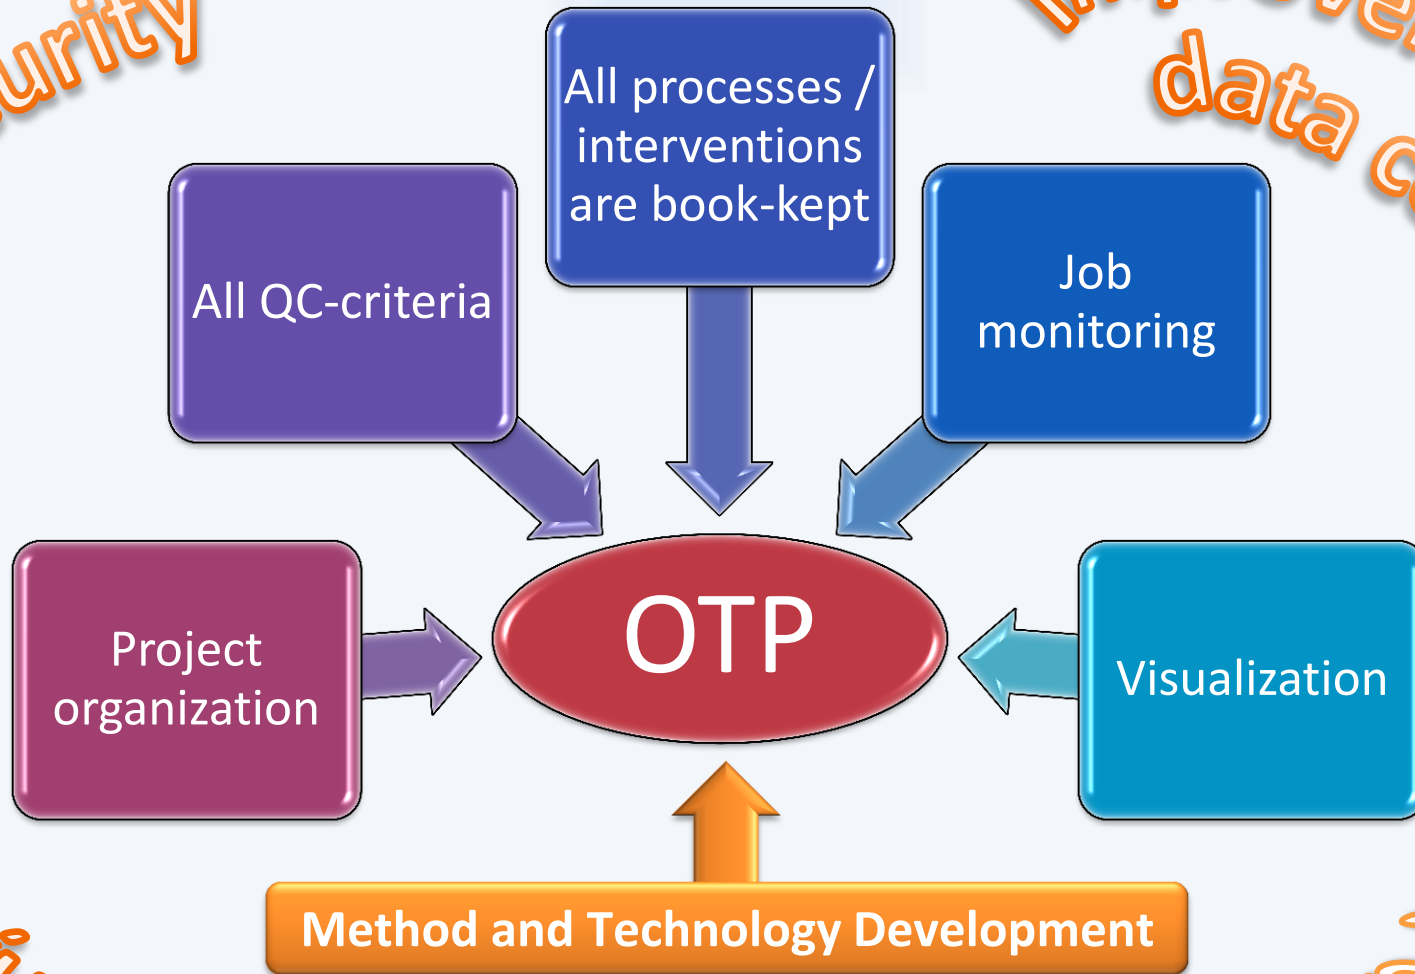 All processes /
interventions
are book-kept
All QC-criteria
Job
monitoring
data
OTP
Project
organization
Visualization
Method and Technology Development